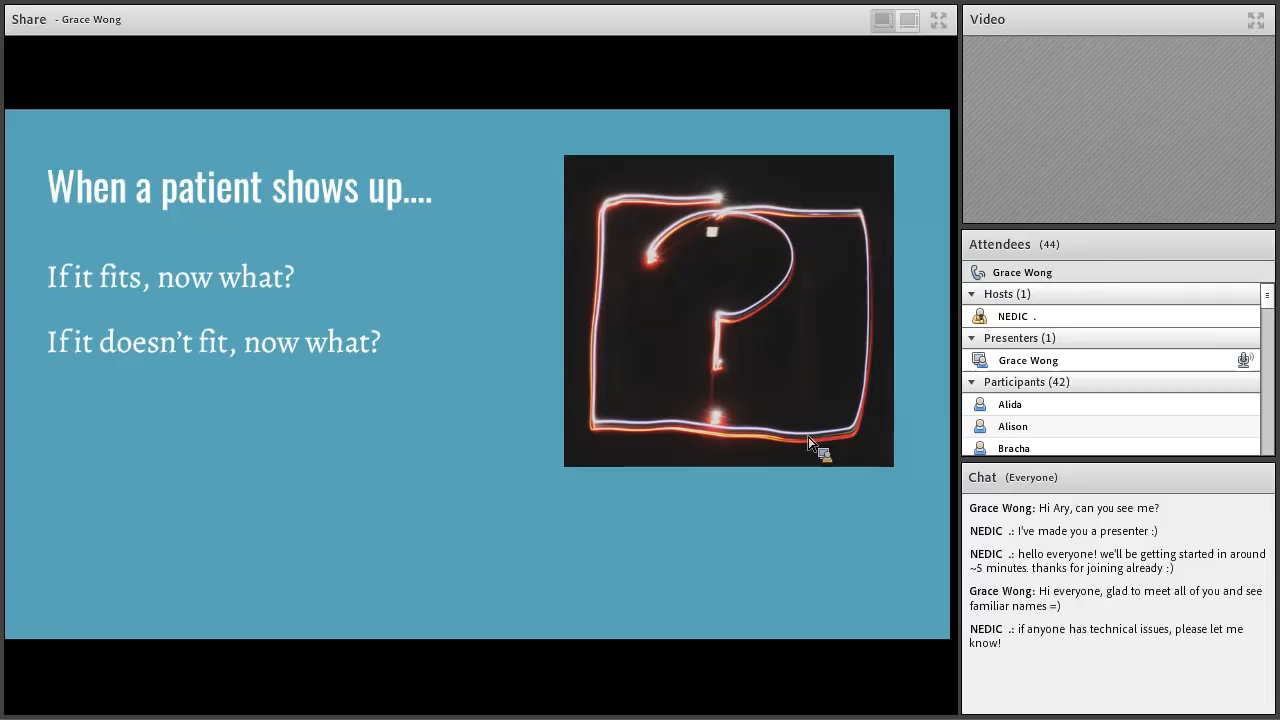 Share - Grace Wong
When a patient shows up....
If it fits, now what?
If it doesn't fit, now what?
Video
Attendees (44)
Grace Wong
Hosts (1)
NEDIC .
Presenters (1)
Grace Wong
Participants (42)
Alida
Alison
Bracha
Chat (Everyone)
Grace Wong: Hi Ary, can you see me?
NEDIC .: I've made you a presenter :)
NEDIC .: hello everyone! we'll be getting started in around
~5 minutes. thanks for joining already :)
Grace Wong: Hi everyone, glad to meet all of you and see
familiar names =)
NEDIC .: if anyone has technical issues, please let me
know!